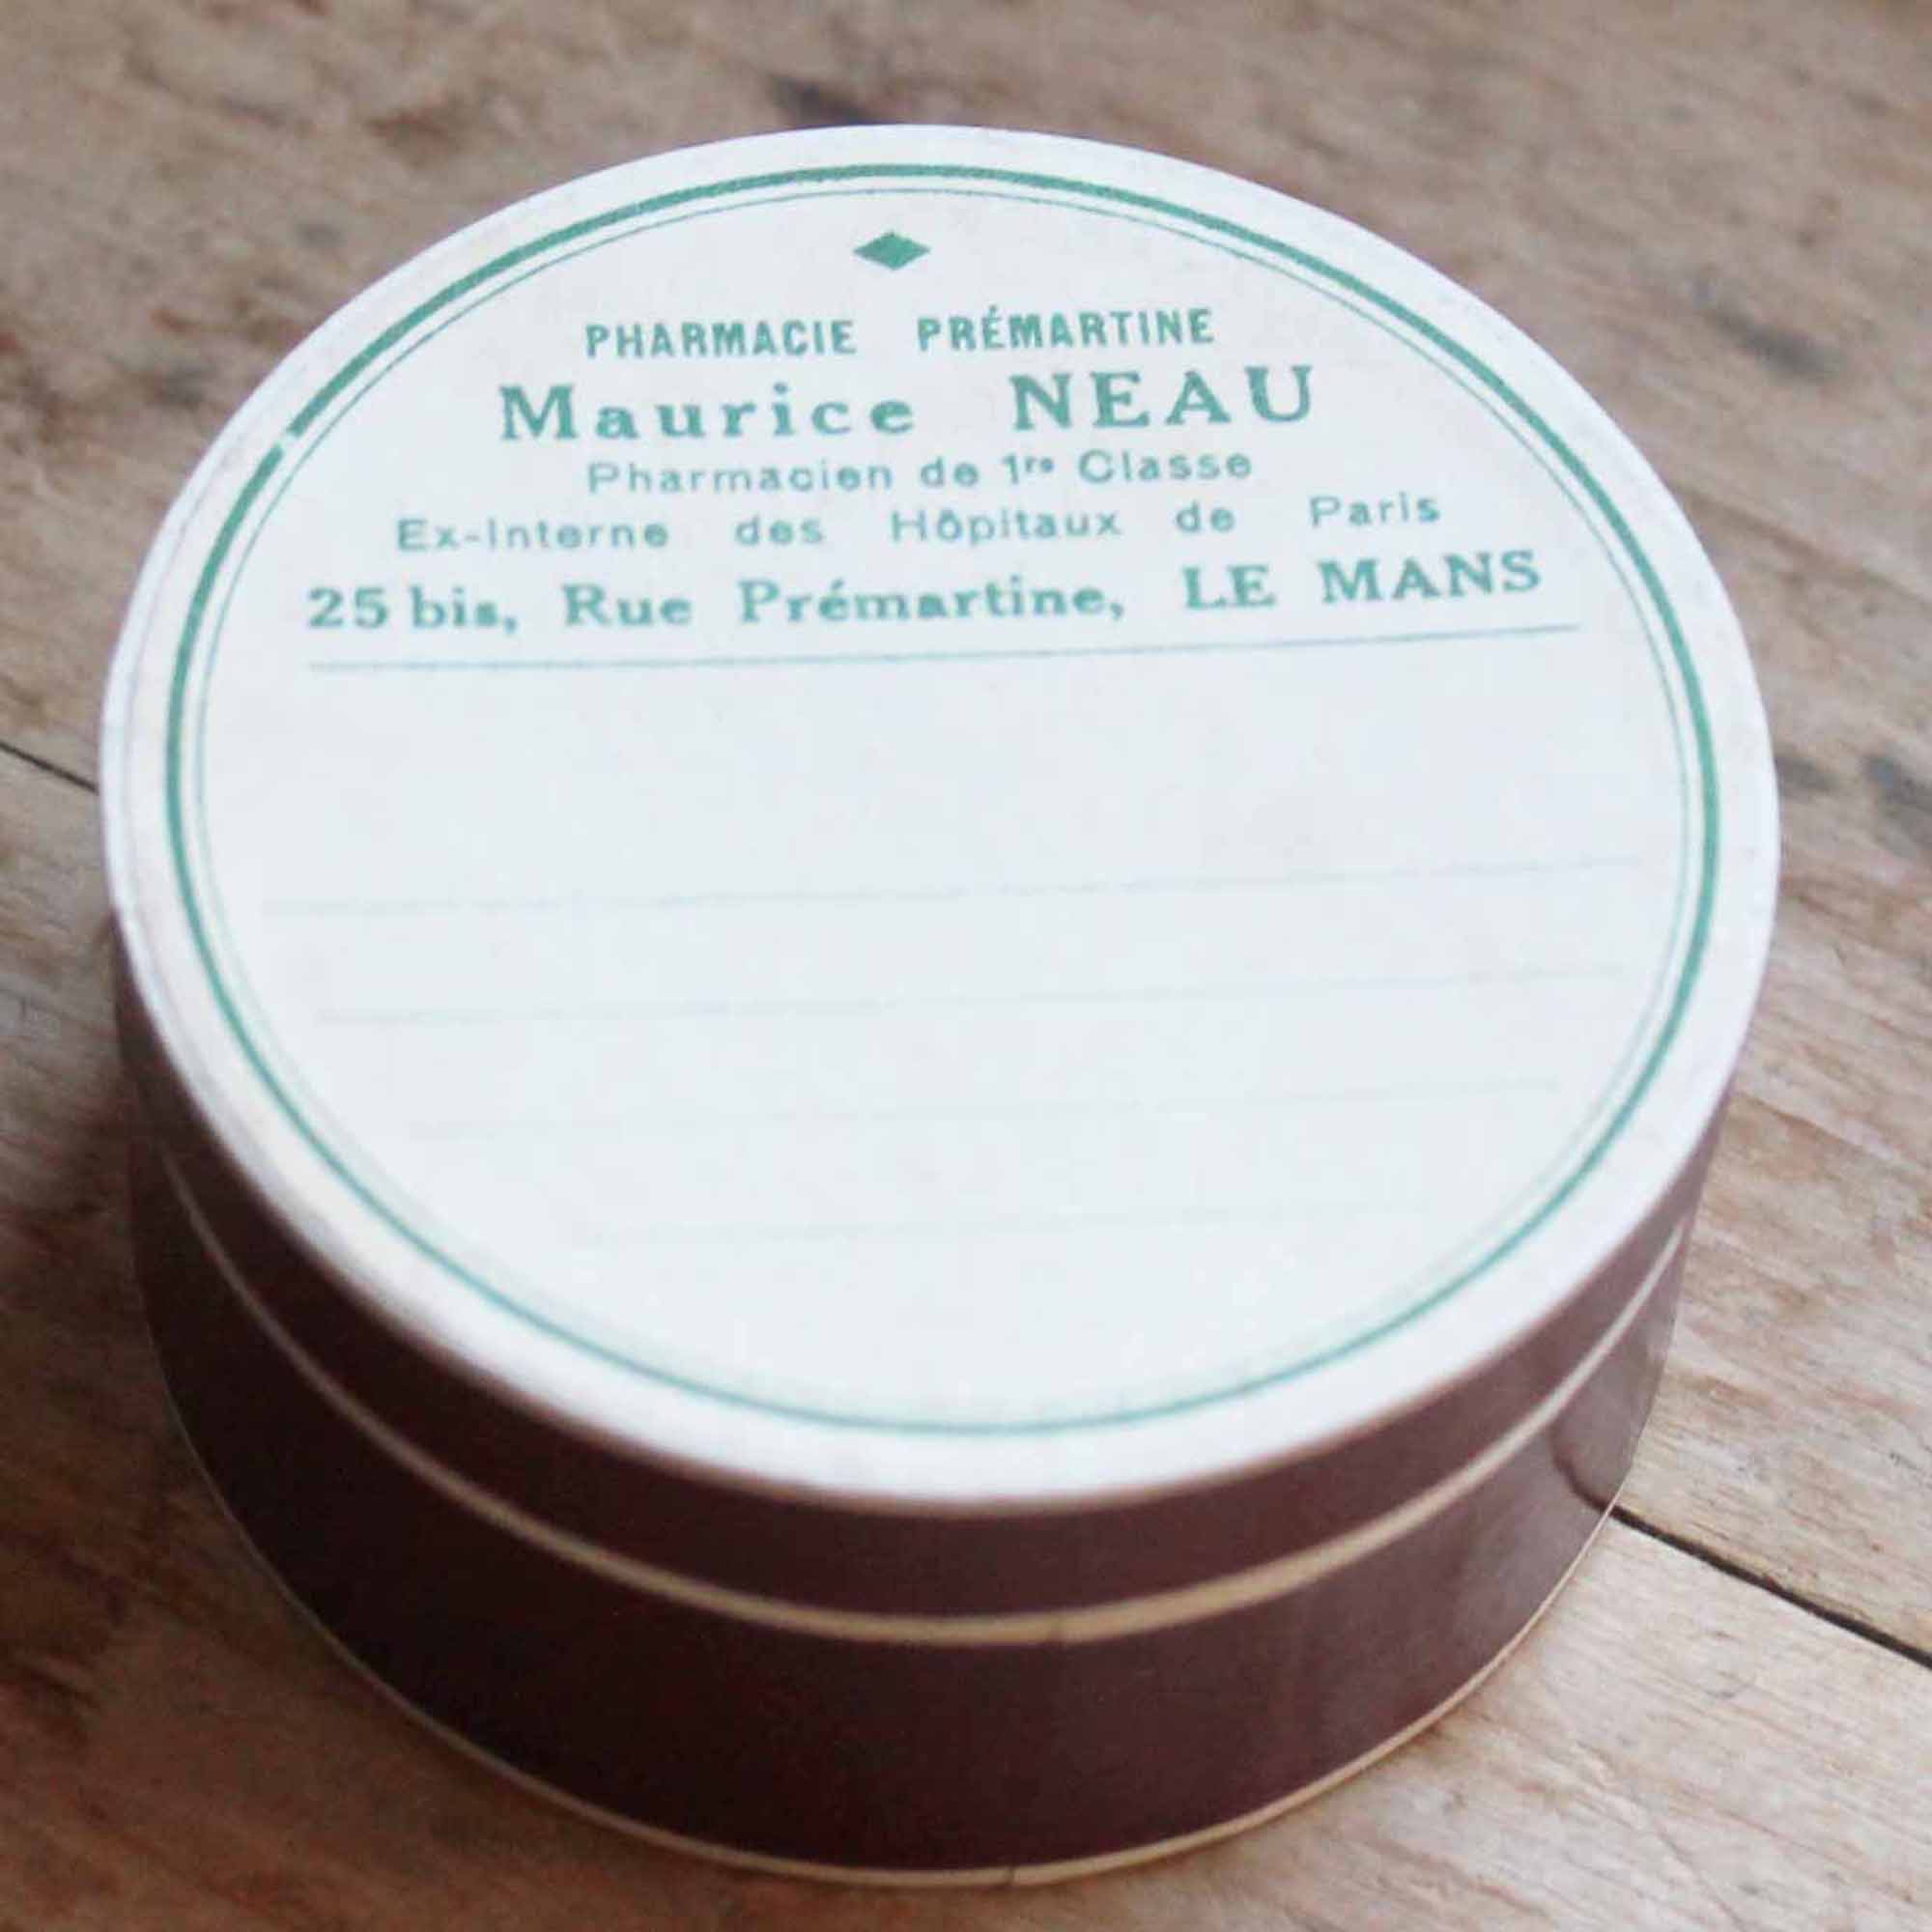 PHARMACIE PRÉMARTINE
Maurice NEAU
Pharmacien de 1re Classe
Ex-Interne des Hôpitaux de Paris
25 bis, Rue Prémartine, LE MANS